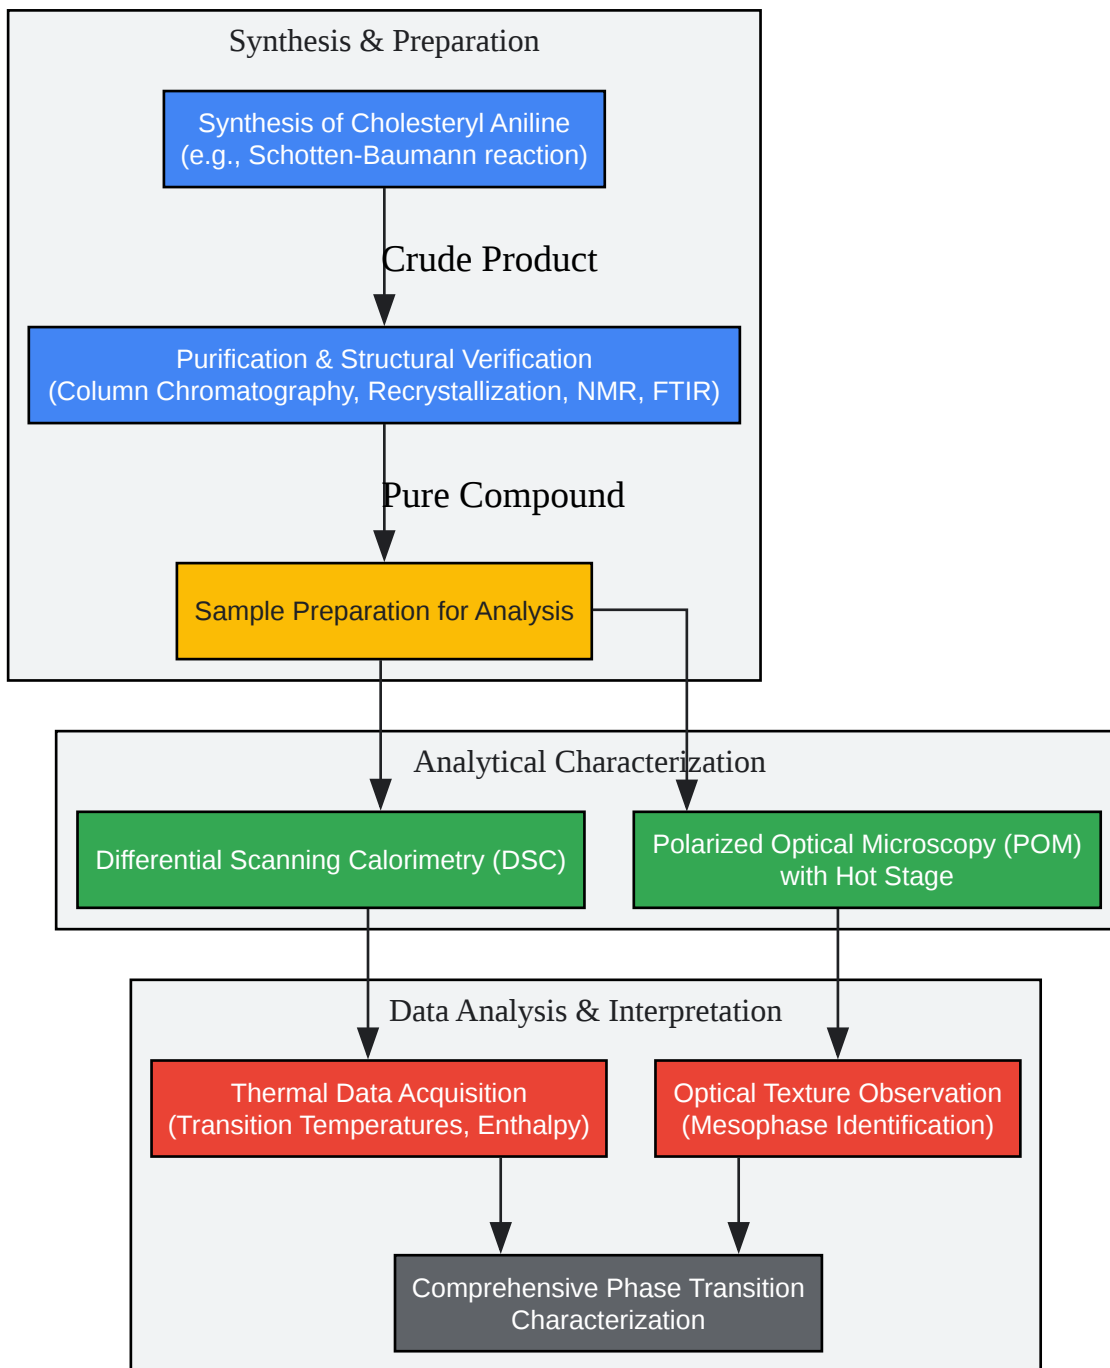 Synthesis & Preparation
Synthesis of Cholesteryl Aniline
(e.g., Schotten-Baumann reaction)
Crude Product
Purification & Structural Verification
(Column Chromatography, Recrystallization, NMR, FTIR)
Pure Compound
Sample Preparation for Analysis
Analytical Characterization
Differential Scanning Calorimetry (DSC)
Polarized Optical Microscopy (POM)
with Hot Stage
Data Analysis & Interpretation
Thermal Data Acquisition
(Transition Temperatures, Enthalpy)
Optical Texture Observation
(Mesophase Identification)
Comprehensive Phase Transition
Characterization